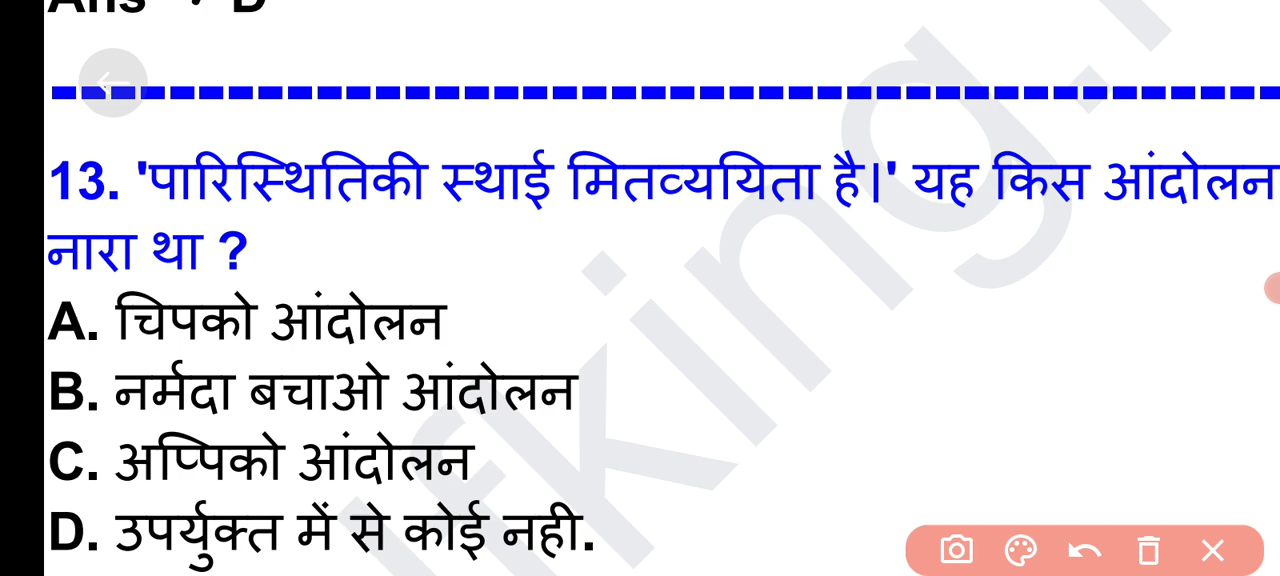 13. 'पारिस्थितिकी स्थाई मितव्ययिता है।' यह किस आंदोलन
नारा था ?
A. चिपको आंदोलन
B. नर्मदा बचाओ आंदोलन
C. अप्पिको आंदोलन
D. उपर्युक्त में से कोई नही.